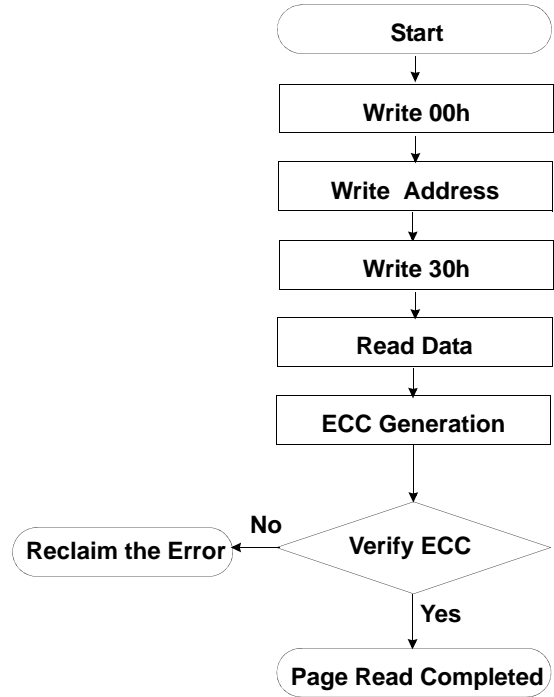 Start
Write 00h
Write Address
Write 30h
Read Data
ECC Generation
Verify ECC
No
Reclaim the Error
Yes
Page Read Completed